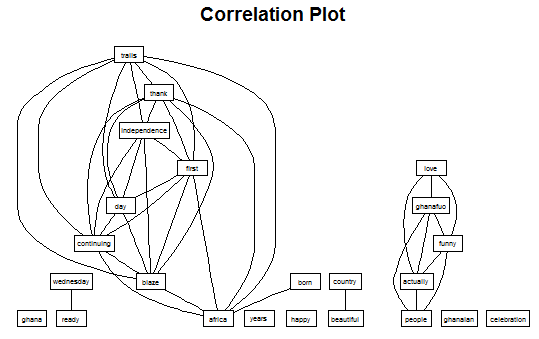 Correlation Plot
trails
thank
independence
first
love
day
ghanafuo
continuing
funny
wednesday
blaze
born
country
actually
ghana
ready
africa
years
happy
beautiful
people
ghanaian
celebration